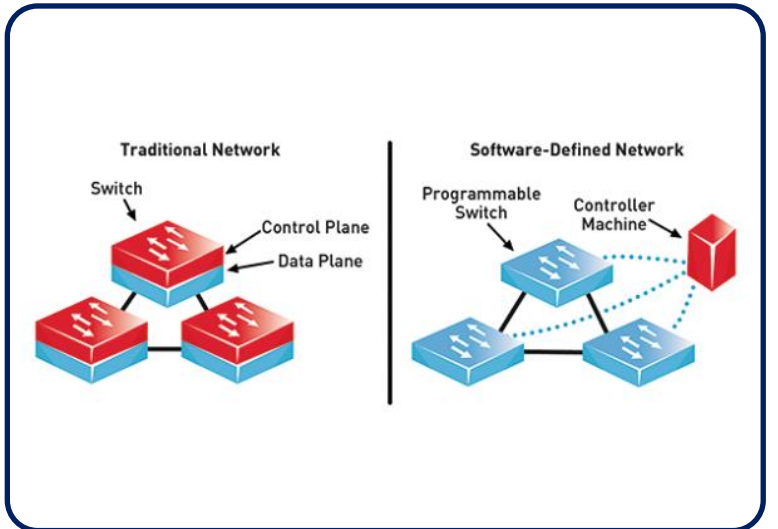 Traditional Network
Switch
Control Plane
Data Plane
Software-Defined Network
Programmable
Switch
Controller
Machine